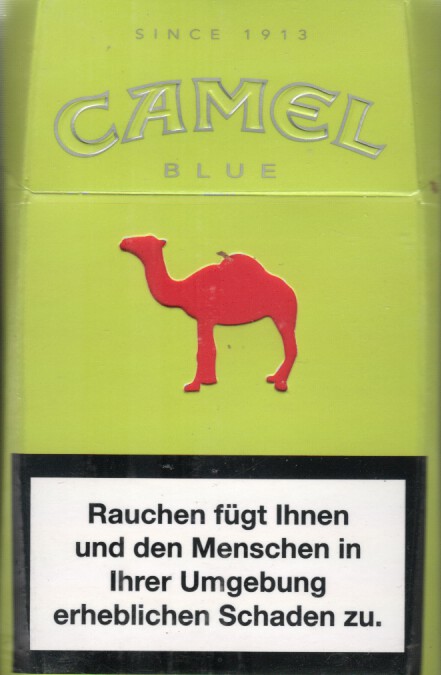 SINCE 1913
CAMEL
BLUE
Rauchen fügt Ihnen
und den Menschen in
Ihrer Umgebung
erheblichen Schaden zu.